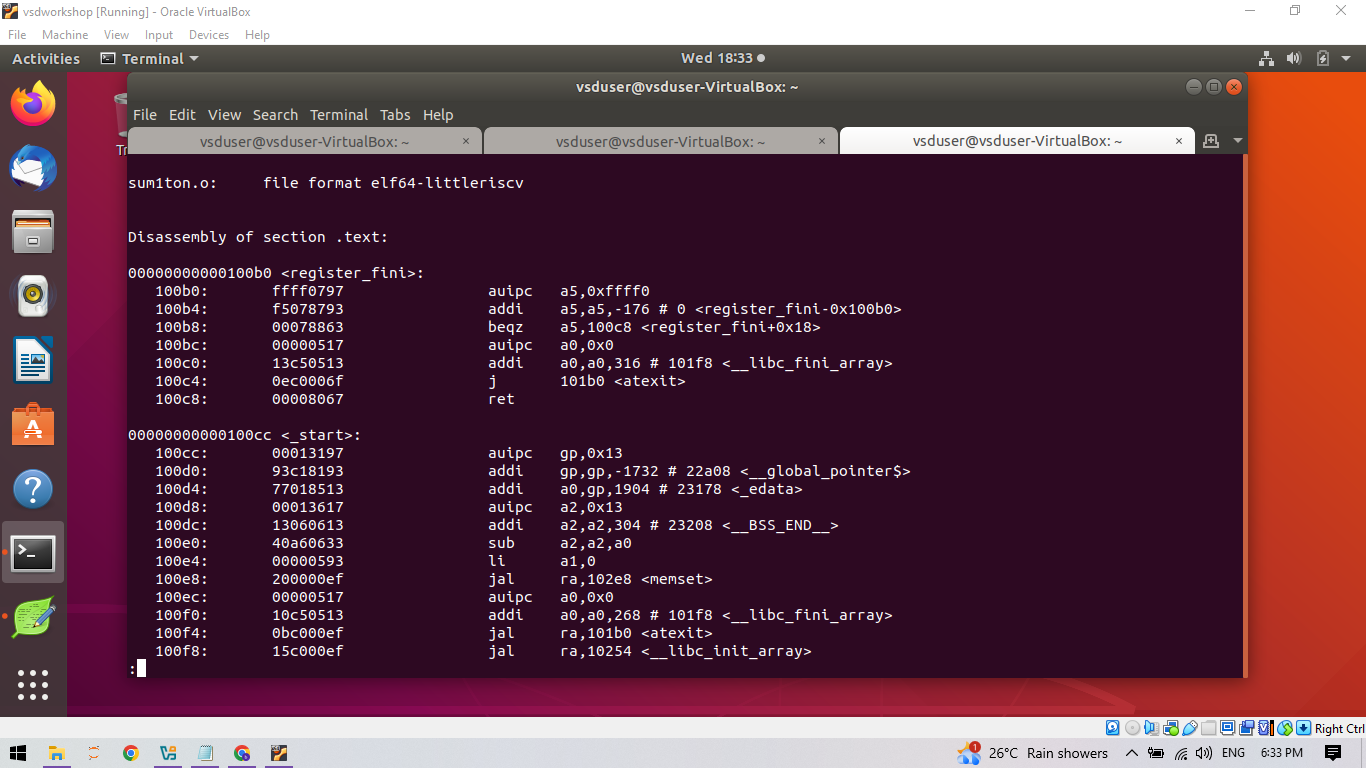 vsdworkshop [Running] - Oracle VirtualBox
File Machine View Input Devices Help
Activities Terminal Wed 18:33
vsduser@vsduser-VirtualBox: ~
File Edit View Search Terminal Tabs Help
vsduser@vsduser-VirtualBox: ~ × vsduser@vsduser-VirtualBox: ~ × vsduser@vsduser-VirtualBox: ~ ×
sum1ton.o:     file format elf64-littleriscv
Disassembly of section .text:
00000000000100b0 <register_fini>:
100b0: ffff0797 auipc a5,0xffff0
100b4: f5078793 addi a5,a5,-176 # 0 <register_fini-0x100b0>
100b8: 00078863 beqz a5,100c8 <register_fini+0x18>
100bc: 00000517 auipc a0,0x0
100c0: 13c50513 addi a0,a0,316 # 101f8 <__libc_fini_array>
100c4: 0ec0006f j 101b0 <atexit>
100c8: 00008067 ret
00000000000100cc <_start>:
100cc: 00013197 auipc gp,0x13
100d0: 93c18193 addi gp,gp,-1732 # 22a08 <__global_pointer$>
100d4: 77018513 addi a0,gp,1904 # 23178 <_edata>
100d8: 00013617 auipc a2,0x13
100dc: 13060613 addi a2,a2,304 # 23208 <__BSS_END__>
100e0: 40a60633 sub a2,a2,a0
100e4: 00000593 li a1,0
100e8: 200000ef jal ra,102e8 <memset>
100ec: 00000517 auipc a0,0x0
100f0: 10c50513 addi a0,a0,268 # 101f8 <__libc_fini_array>
100f4: 0bc000ef jal ra,101b0 <atexit>
100f8: 15c000ef jal ra,10254 <__libc_init_array>
:
Right Ctrl
1 26°C Rain showers ENG 6:33 PM